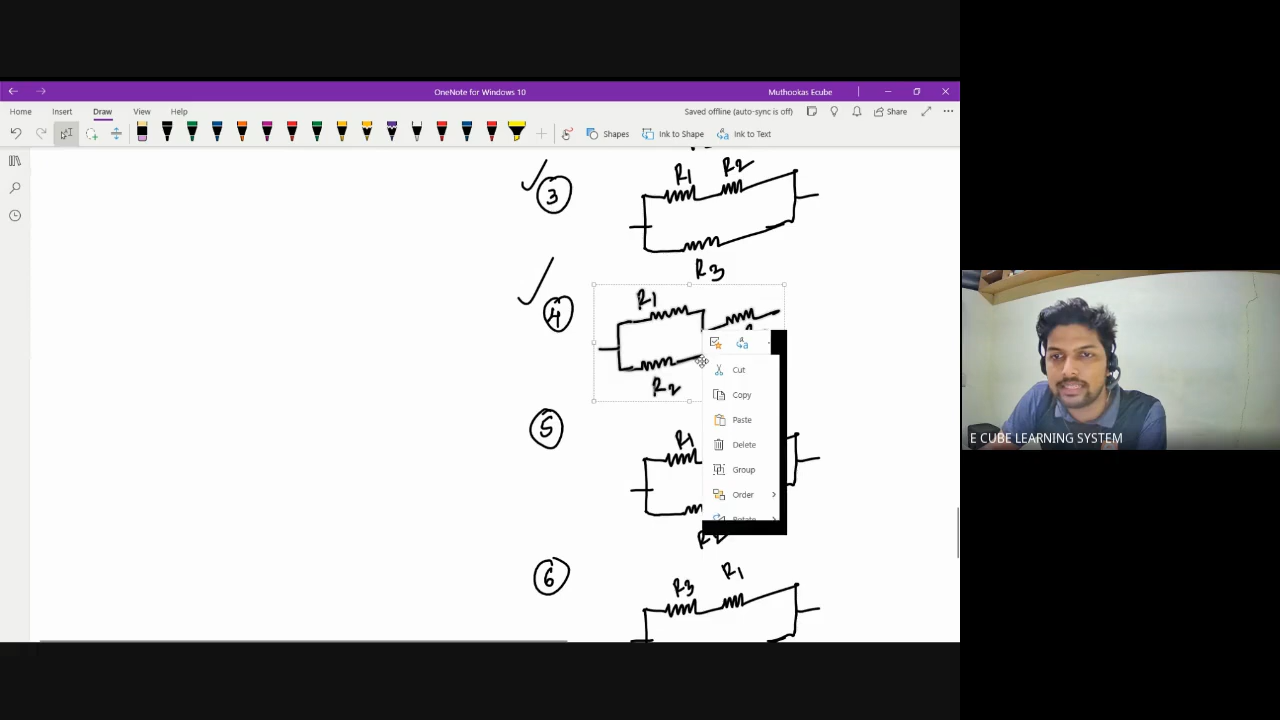 OneNote for Windows 10
Muthookas Ecube
Home Insert Draw View Help
Saved offline (auto-sync is off)
Share
Shapes Ink to Shape Ink to Text
3
R1 R2
R3
4
R1
R2
Cut
Copy
Paste
Delete
Group
Order
Rotate
5
R1
6
R3 R1
E CUBE LEARNING SYSTEM